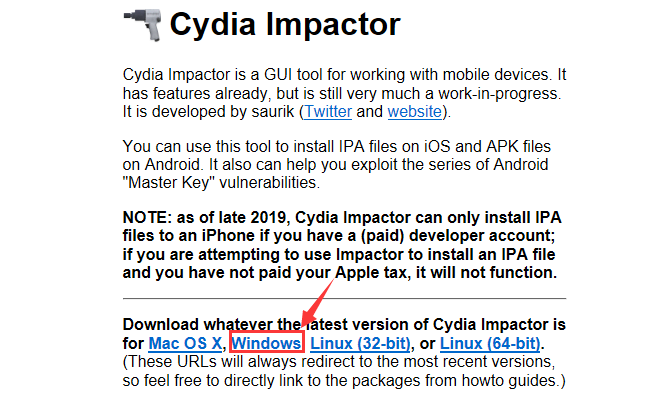 Cydia Impactor
Cydia Impactor is a GUI tool for working with mobile devices. It
has features already, but is still very much a work-in-progress.
It is developed by saurik (Twitter and website).
You can use this tool to install IPA files on iOS and APK files
on Android. It also can help you exploit the series of Android
"Master Key" vulnerabilities.
NOTE: as of late 2019, Cydia Impactor can only install IPA
files to an iPhone if you have a (paid) developer account;
if you are attempting to use Impactor to install an IPA file
and you have not paid your Apple tax, it will not function.
Download whatever the latest version of Cydia Impactor is
for Mac OS X, Windows, Linux (32-bit), or Linux (64-bit).
(These URLs will always redirect to the most recent versions,
so feel free to directly link to the packages from howto guides.)